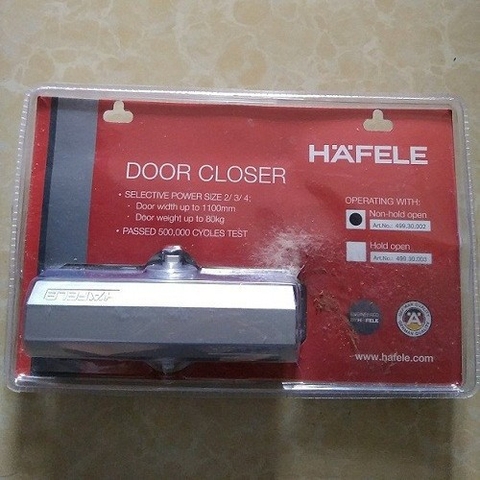 HÄFELE
DOOR CLOSER
• SELECTIVE POWER SIZE 2/ 3/ 4:
- Door width up to 1100mm
- Door weight up to 80kg
• PASSED 500,000 CYCLES TEST
OPERATING WITH:
Non-hold open
Art.No.: 499.30.002
Hold open
Art.No.: 499.30.003
BY HÄFELE
www.hafele.com